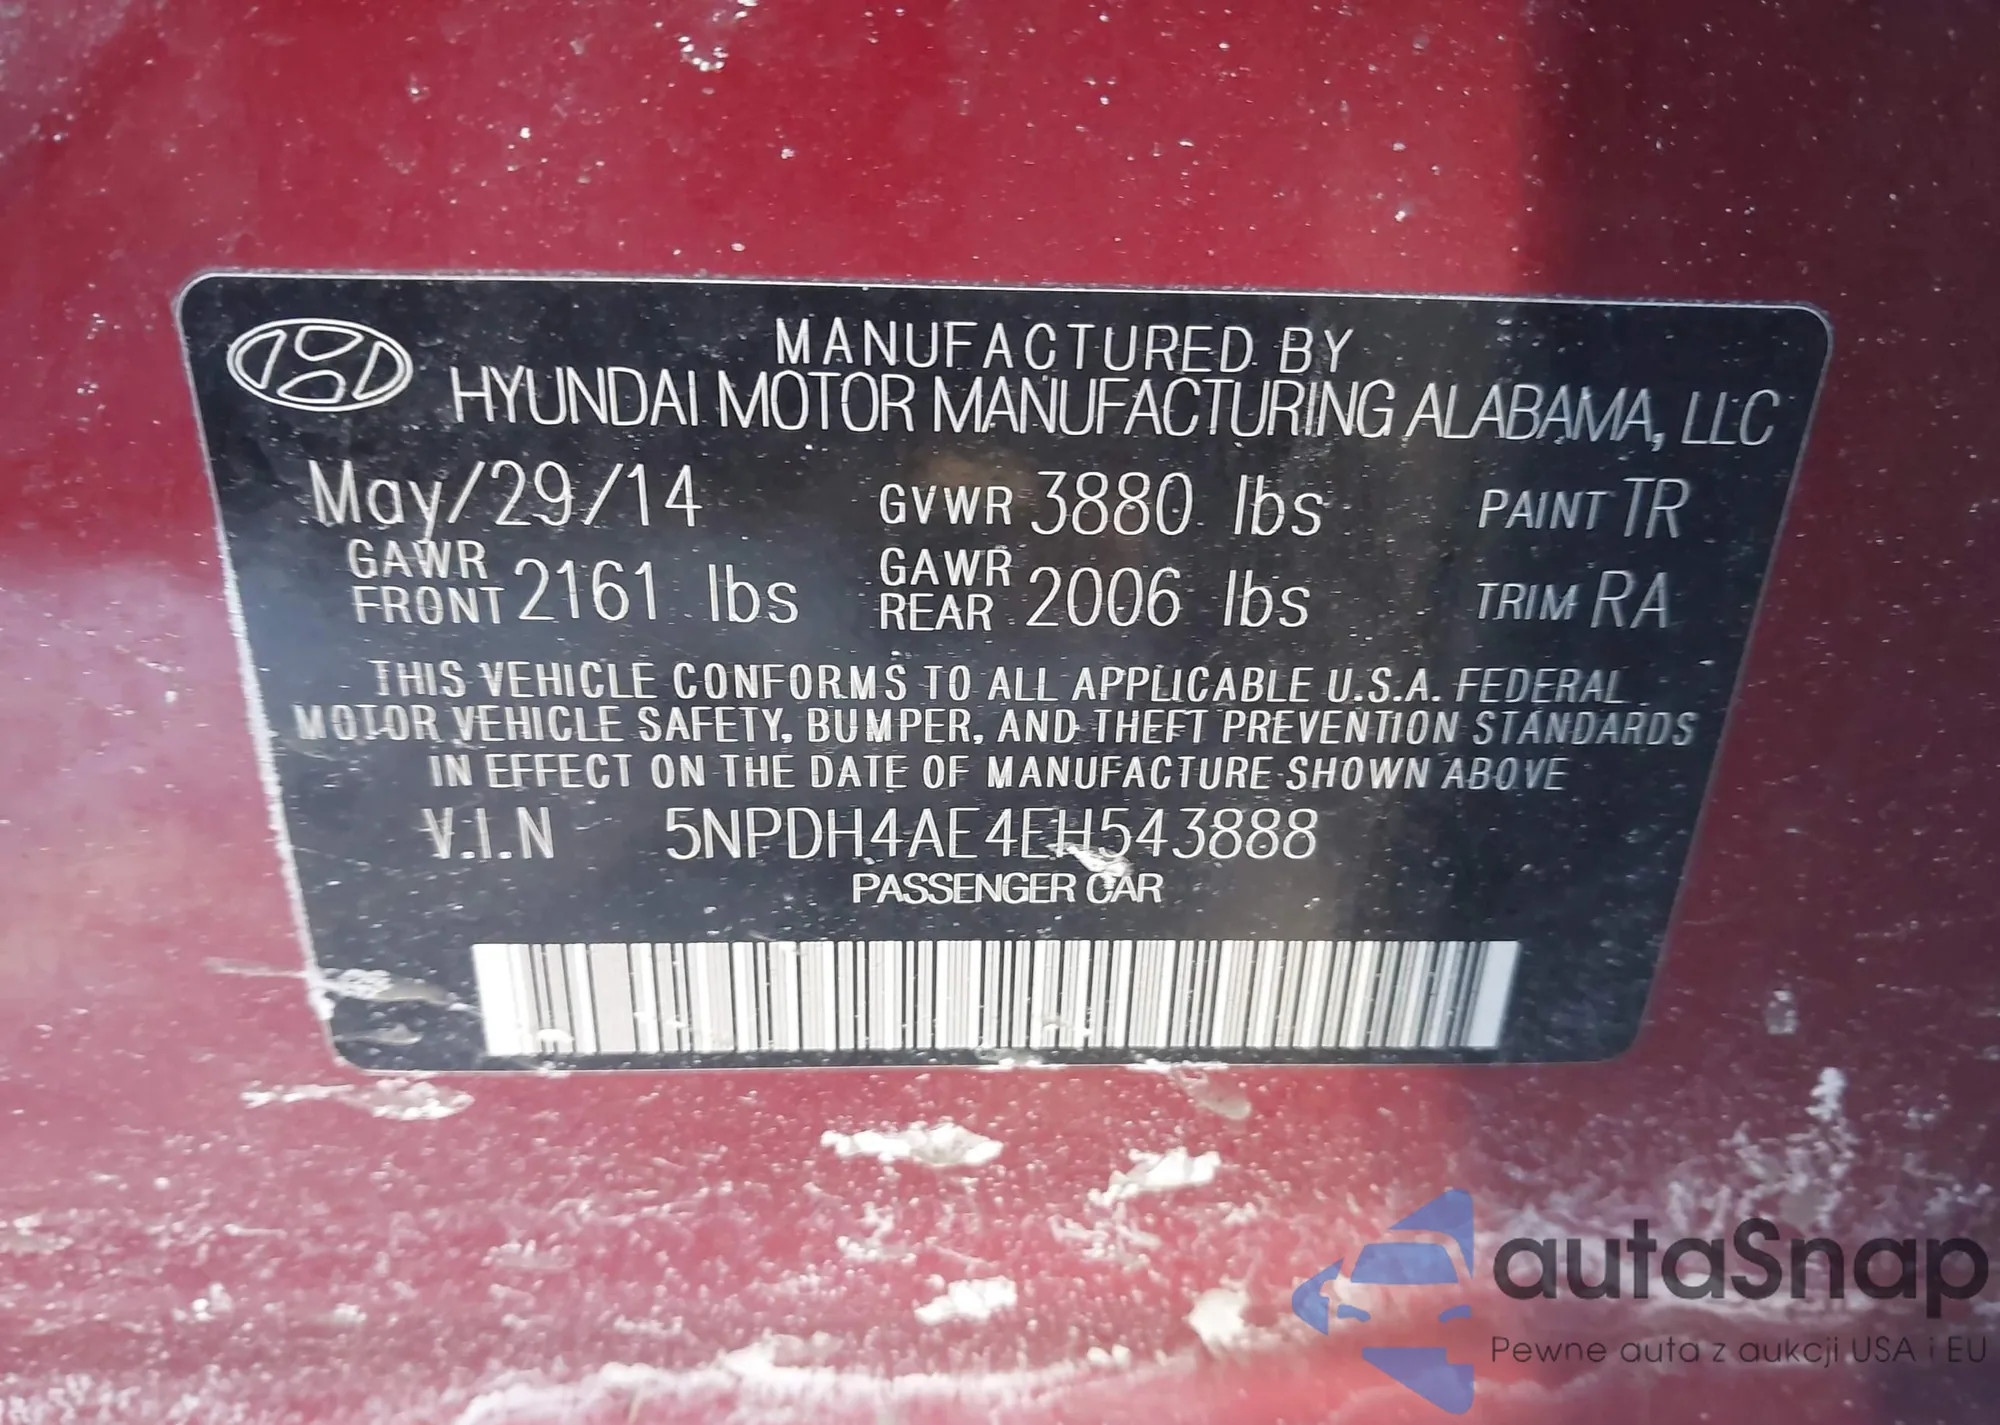 MANUFACTURED BY
HYUNDAI MOTOR MANUFACTURING ALABAMA, LLC
May/29/14 GVWR 3880 lbs PAINT TR
GAWR FRONT 2161 lbs GAWR REAR 2006 lbs TRIM RA
THIS VEHICLE CONFORMS TO ALL APPLICABLE U.S.A. FEDERAL
MOTOR VEHICLE SAFETY, BUMPER, AND THEFT PREVENTION STANDARDS
IN EFFECT ON THE DATE OF MANUFACTURE SHOWN ABOVE
V.I.N 5NPDH4AE4EH543888
PASSENGER CAR
autaSnap
Pewne auta z aukcji USA i EU